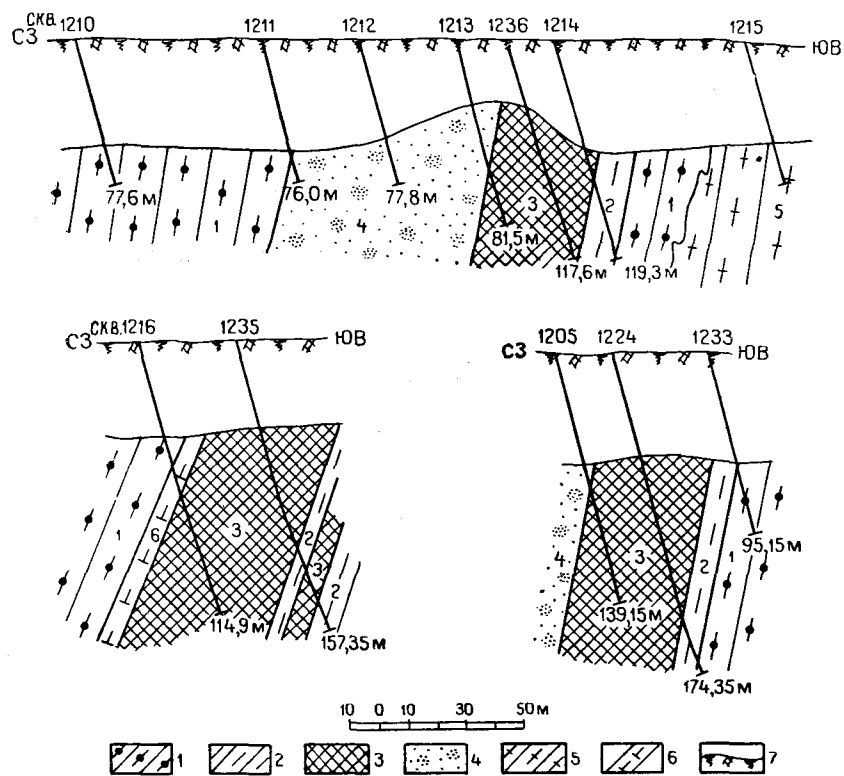 СКВ.
1210 1211 1212 1213 1236 1214 1215
СЗ ЮВ
77,6 м 1 76,0 м 77,8 м 4 3 81,5 м 2 1 5
117,6 м 119,3 м
СКВ. 1216 1235
СЗ ЮВ
1 6 3 2 3 2
114,9 м
157,35 м
1205 1224 1233
СЗ ЮВ
4 3 2 1
95,15 м
139,15 м
174,35 м
10 0 10 30 50 м
1 2 3 4 5 6 7